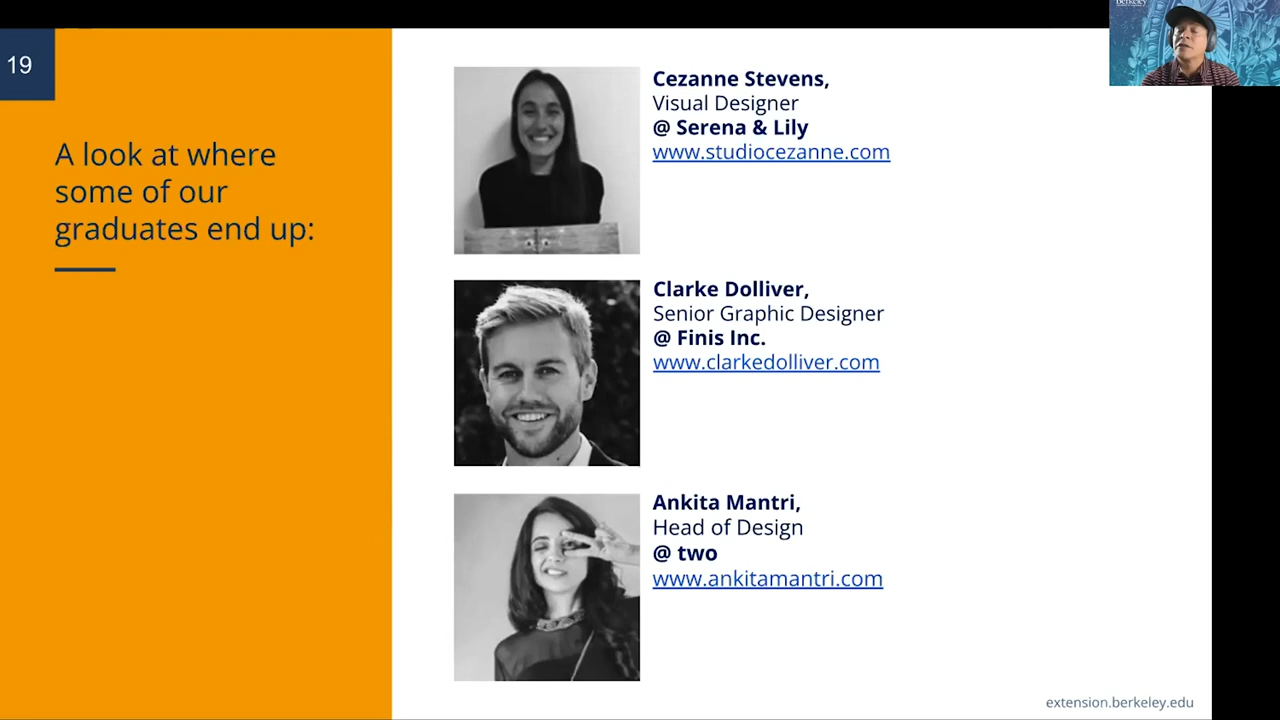 19
A look at where
some of our
graduates end up:
Cezanne Stevens,
Visual Designer
@ Serena & Lily
www.studiocezanne.com
Clarke Dolliver,
Senior Graphic Designer
@ Finis Inc.
www.clarkedolliver.com
Ankita Mantri,
Head of Design
@ two
www.ankitamantri.com
extension.berkeley.edu
Berkeley